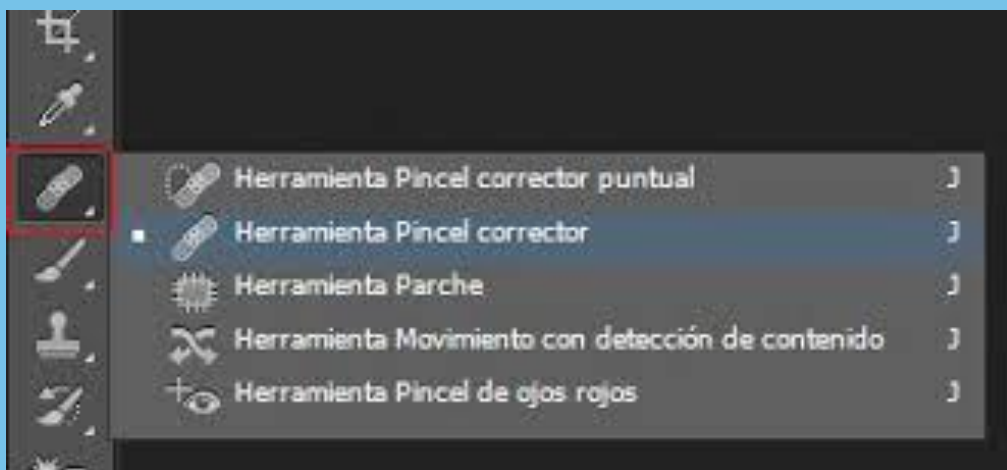 Herramienta Pincel corrector puntual J
Herramienta Pincel corrector J
Herramienta Parche J
Herramienta Movimiento con detección de contenido J
Herramienta Pincel de ojos rojos J